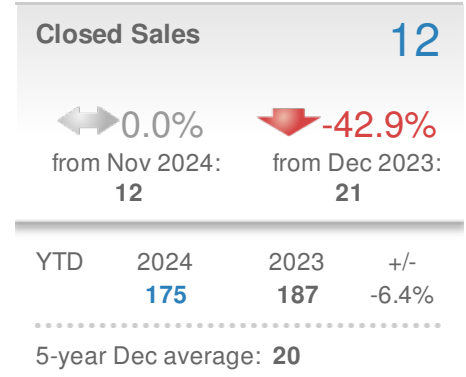 Closed Sales 12
0.0% -42.9%
from Nov 2024: from Dec 2023:
12 21
YTD 2024 2023 +/-
175 187 -6.4%
5-year Dec average: 20